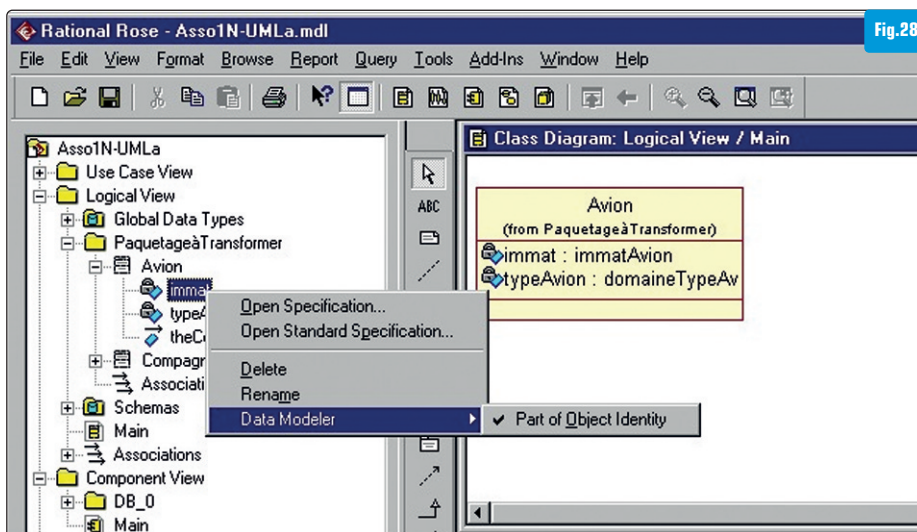 Fig.28
Rational Rose - Asso1N-UMLa.mdl
File Edit View Format Browse Report Query Tools Add-Ins Window Help
ABC
Asso1N-UMLa
Use Case View
Logical View
Global Data Types
PaquetageàTransformer
Avion
immat
typeA
theCo
Compagn
Associati
Schemas
Main
Associations
Component View
DB_0
Main
Open Specification...
Open Standard Specification...
Delete
Rename
Data Modeler
Part of Object Identity
Class Diagram: Logical View / Main
Avion
(from PaquetageàTransformer)
immat : immatAvion
typeAvion : domaineTypeAv